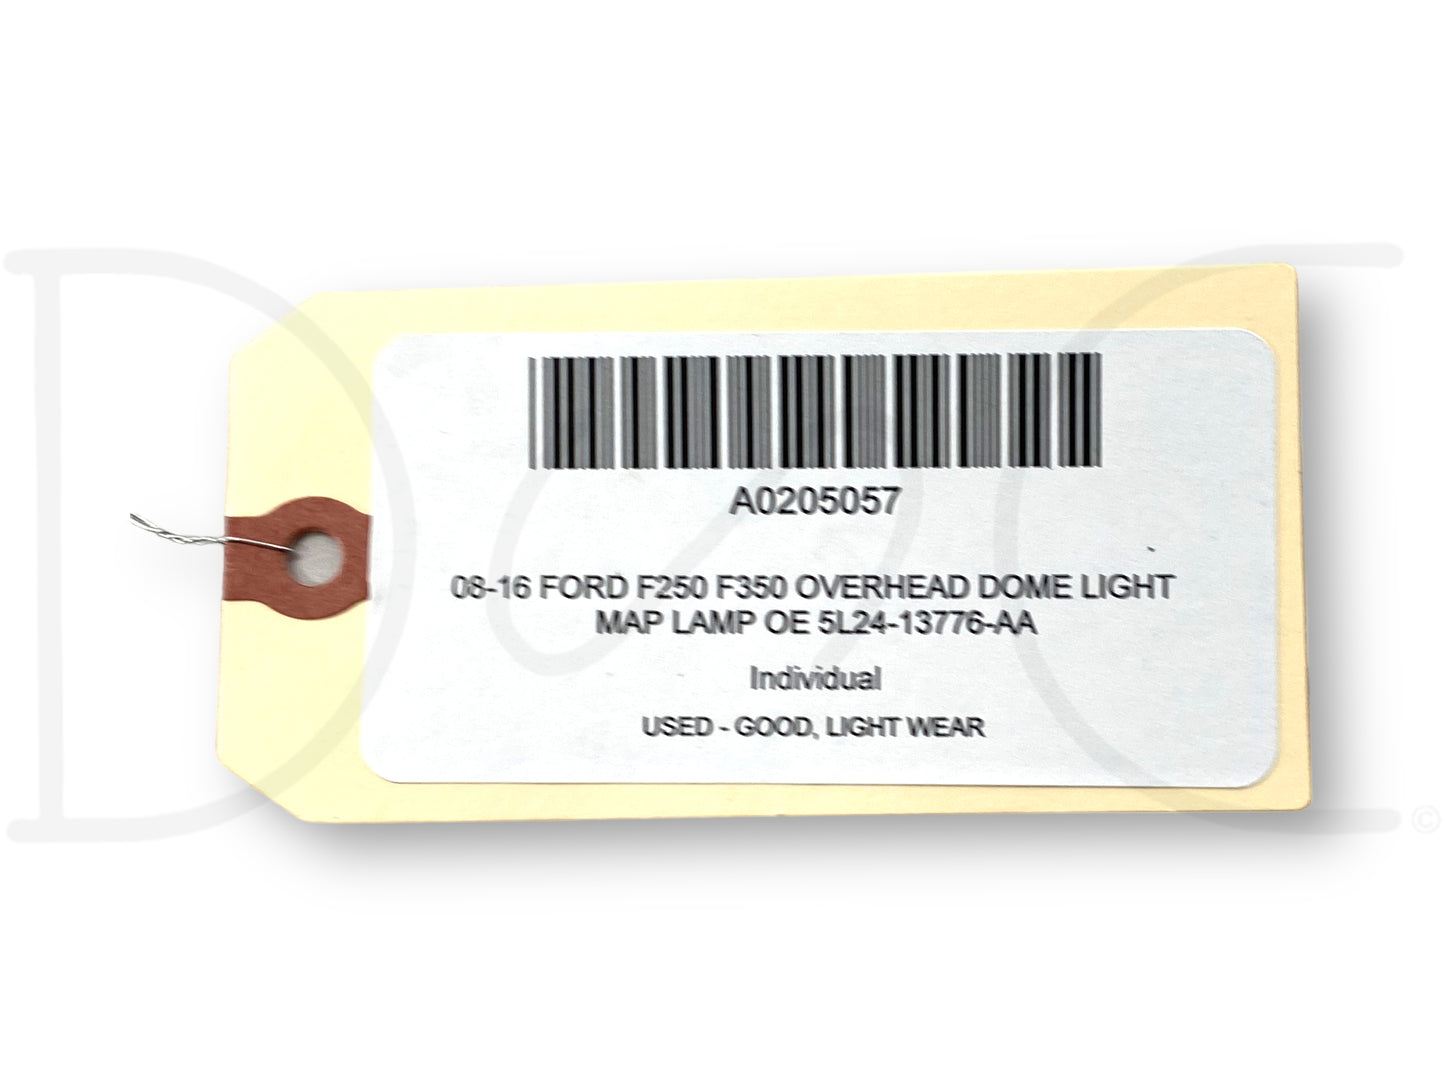 A0205057
08-16 FORD F250 F350 OVERHEAD DOME LIGHT
MAP LAMP OE 5L24-13776-AA
Individual
USED - GOOD, LIGHT WEAR
©